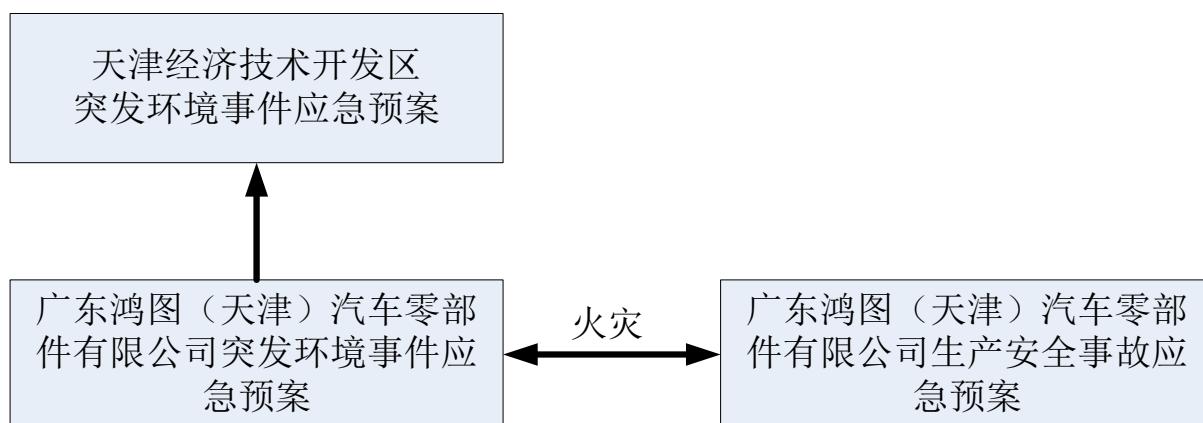 天津经济技术开发区
突发环境事件应急预案
广东鸿图（天津）汽车零部
件有限公司突发环境事件应
急预案
火灾
广东鸿图（天津）汽车零部
件有限公司生产安全事故应
急预案